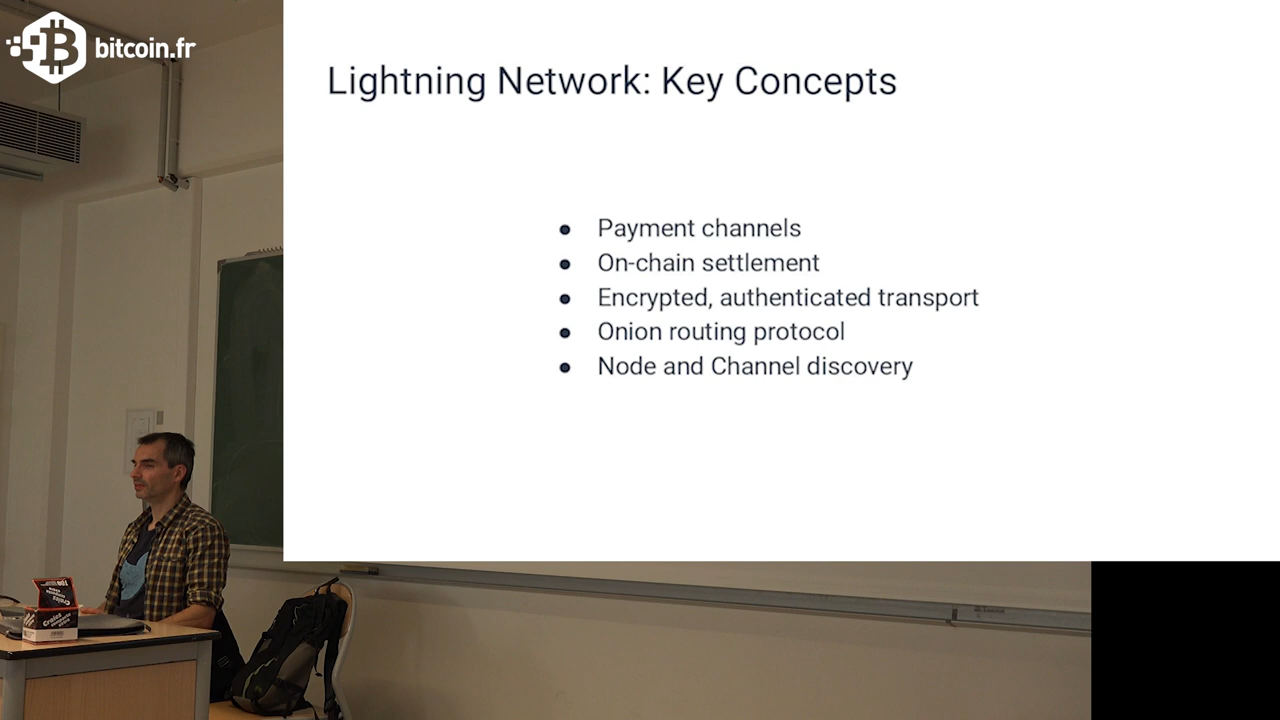 bitcoin.fr
Lightning Network: Key Concepts
Payment channels
On-chain settlement
Encrypted, authenticated transport
Onion routing protocol
Node and Channel discovery